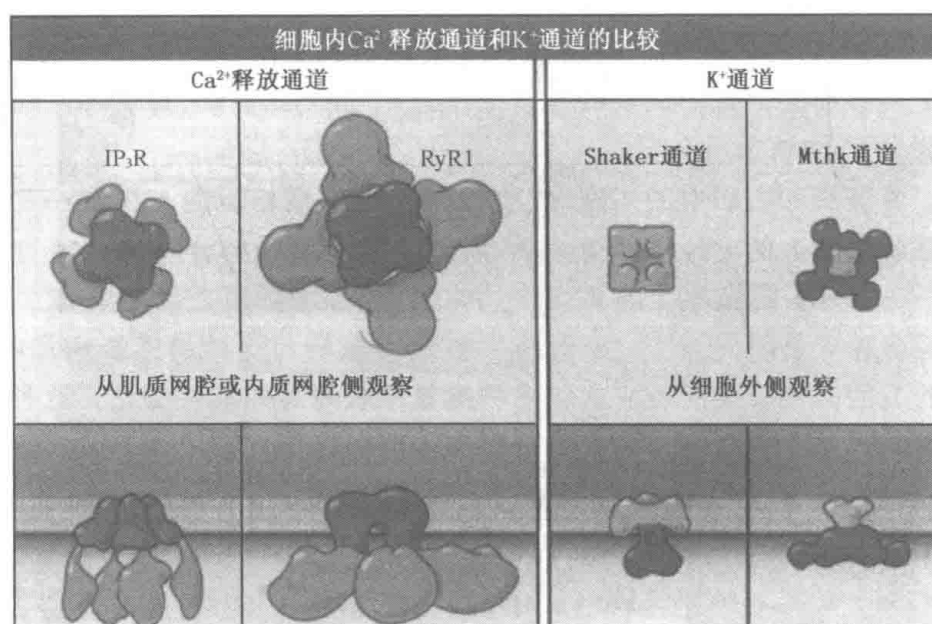 细胞内Ca² 释放通道和K⁺通道的比较
Ca²⁺释放通道
K⁺通道
IP₃R
RyR1
Shaker通道
Mthk通道
从肌质网腔或内质网腔侧观察
从细胞外侧观察